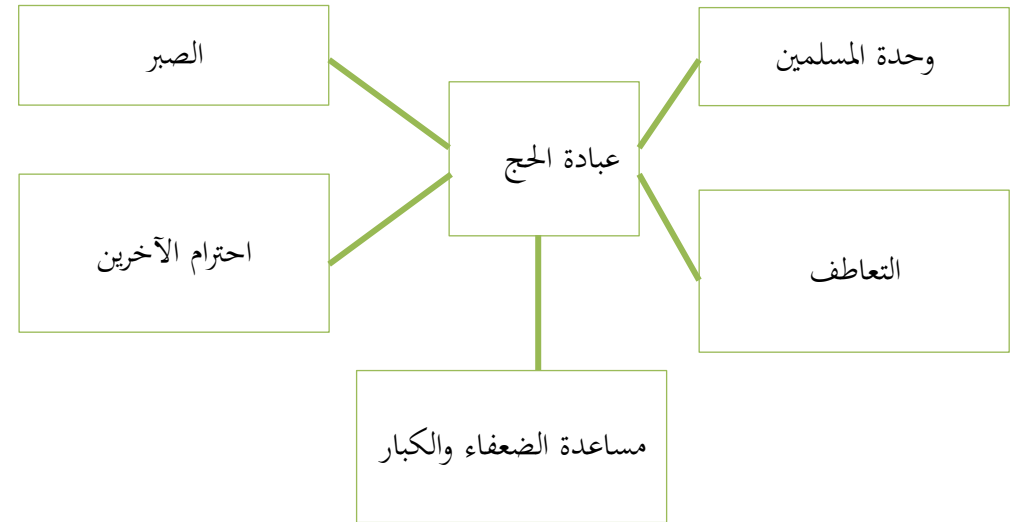 وحدة المسلمين
الصبر
عبادة الحج
التعاطف
احترام الآخرين
مساعدة الضعفاء والكبار